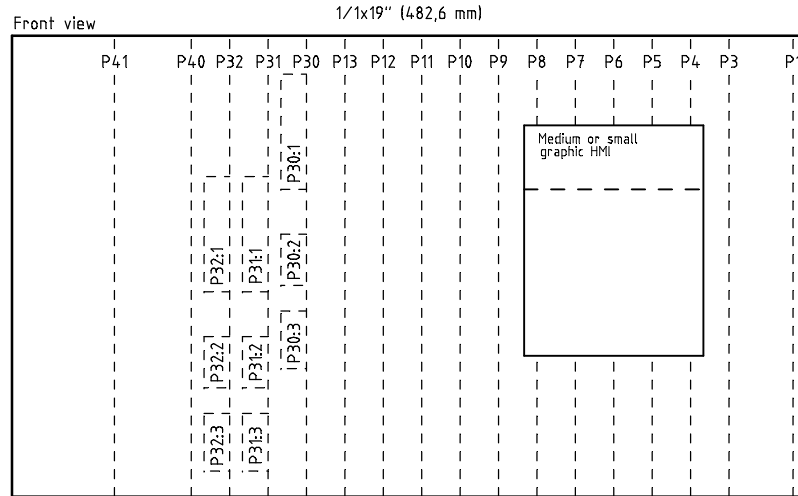 1/1x19" (482,6 mm)
Front view
P41 P40 P32 P31 P30 P13 P12 P11 P10 P9 P8 P7 P6 P5 P4 P3
Medium or small
graphic HMI
P30:1
P32:1 P31:1 P30:2
P32:2 P31:2 P30:3
P32:3 P31:3